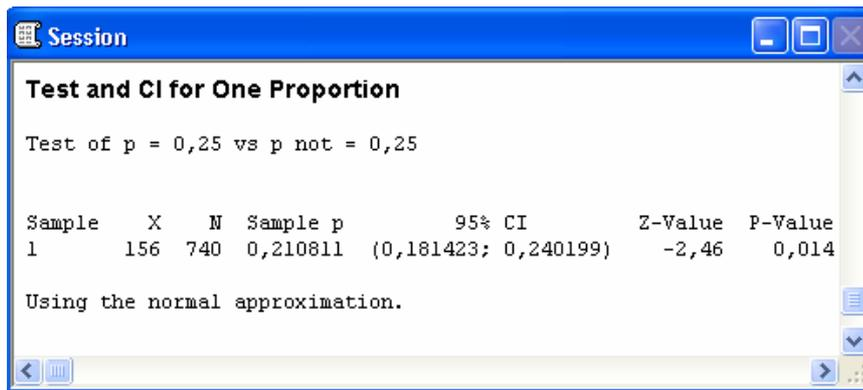 Session
Test and CI for One Proportion
Test of p = 0,25 vs p not = 0,25
Sample X N Sample p 95% CI Z-Value P-Value
1 156 740 0,210811 (0,181423; 0,240199) -2,46 0,014
Using the normal approximation.